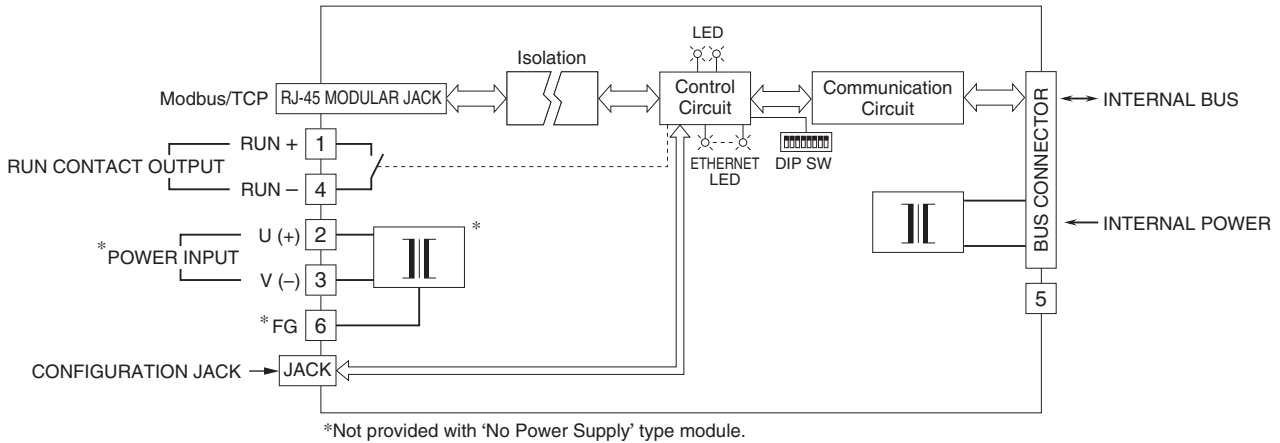 LED
Isolation
Modbus/TCP
RJ-45 MODULAR JACK
Control
Circuit
Communication
Circuit
BUS CONNECTOR
INTERNAL BUS
RUN CONTACT OUTPUT
RUN +
1
RUN –
4
ETHERNET
LED
DIP SW
*POWER INPUT
U (+)
2
V (–)
3
*
INTERNAL POWER
*FG
6
5
CONFIGURATION JACK
JACK
*Not provided with ‘No Power Supply’ type module.